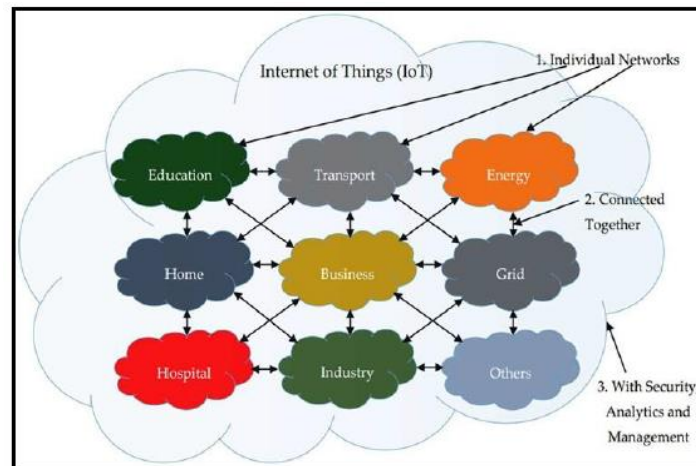 1. Individual Networks
Internet of Things (IoT)
Education
Transport
Energy
2. Connected
Together
Home
Business
Grid
Hospital
Industry
Others
3. With Security
Analytics and
Management